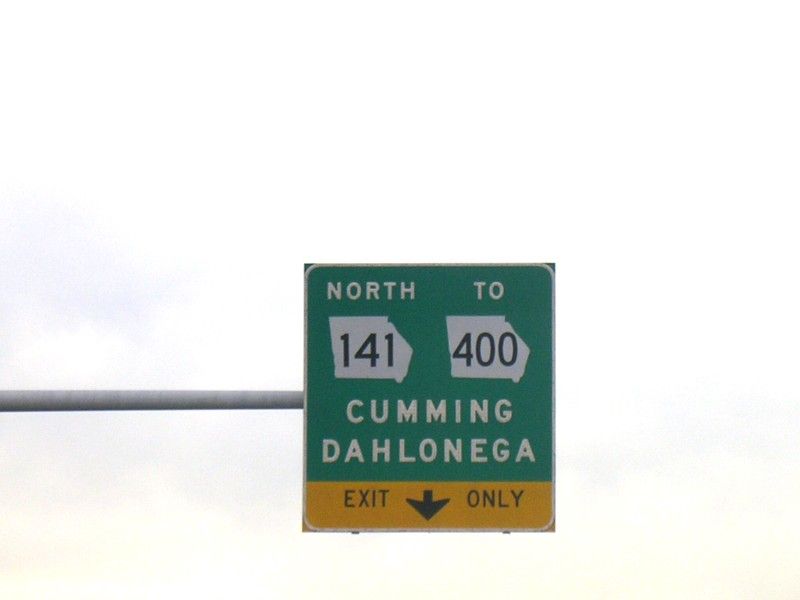 NORTH TO
141 400
CUMMING
DAHLONEGA
EXIT ONLY